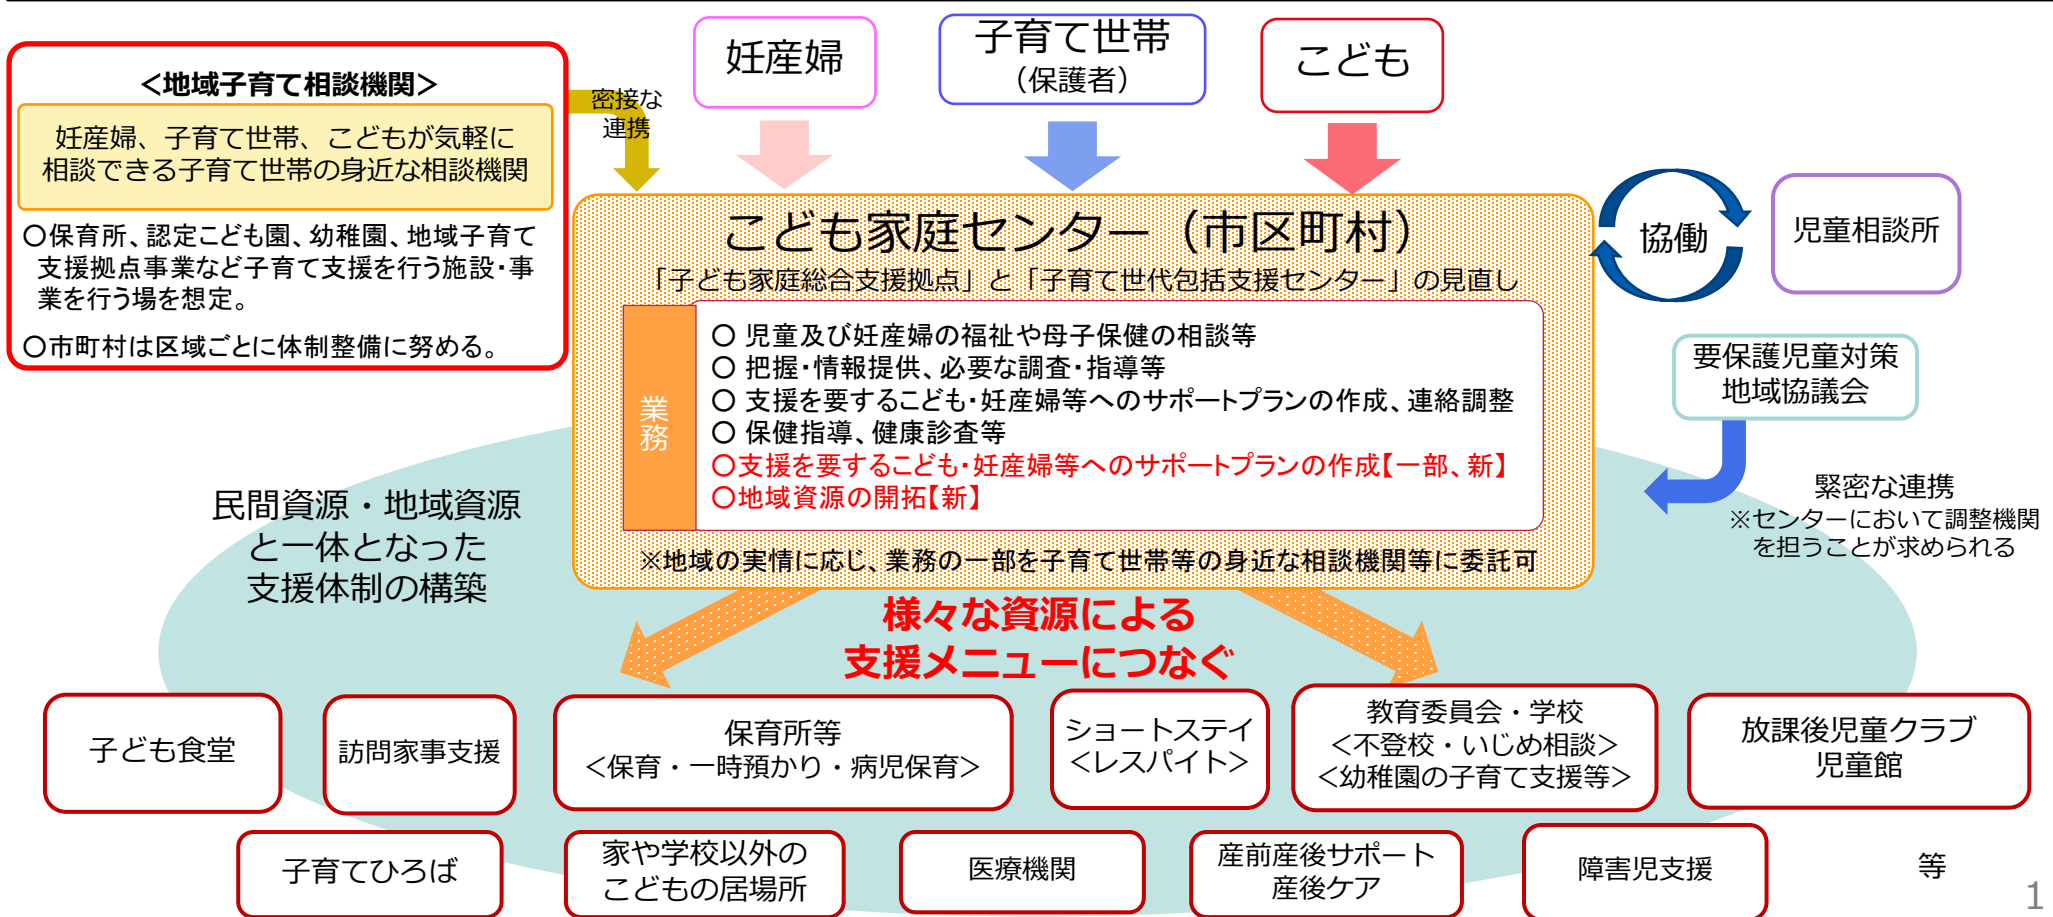 ＜地域子育て相談機関＞
妊産婦、子育て世帯、こどもが気軽に
相談できる子育て世帯の身近な相談機関
〇保育所、認定こども園、幼稚園、地域子育て
支援拠点事業など子育て支援を行う施設・事
業を行う場を想定。
〇市町村は区域ごとに体制整備に努める。
密接な
連携
妊産婦
子育て世帯
（保護者）
こども
こども家庭センター（市区町村）
「子ども家庭総合支援拠点」と「子育て世代包括支援センター」の見直し
業務
〇 児童及び妊産婦の福祉や母子保健の相談等
〇 把握・情報提供、必要な調査・指導等
〇 支援を要するこども・妊産婦等へのサポートプランの作成、連絡調整
〇 保健指導、健康診査等
〇支援を要するこども・妊産婦等へのサポートプランの作成【一部、新】
〇地域資源の開拓【新】
※地域の実情に応じ、業務の一部を子育て世帯等の身近な相談機関等に委託可
協働
児童相談所
要保護児童対策
地域協議会
緊密な連携
※センターにおいて調整機関
を担うことが求められる
民間資源・地域資源
と一体となった
支援体制の構築
様々な資源による
支援メニューにつなぐ
子ども食堂
訪問家事支援
保育所等
＜保育・一時預かり・病児保育＞
ショートステイ
＜レスパイト＞
教育委員会・学校
＜不登校・いじめ相談＞
＜幼稚園の子育て支援等＞
放課後児童クラブ
児童館
子育てひろば
家や学校以外の
こどもの居場所
医療機関
産前産後サポート
産後ケア
障害児支援
等
1